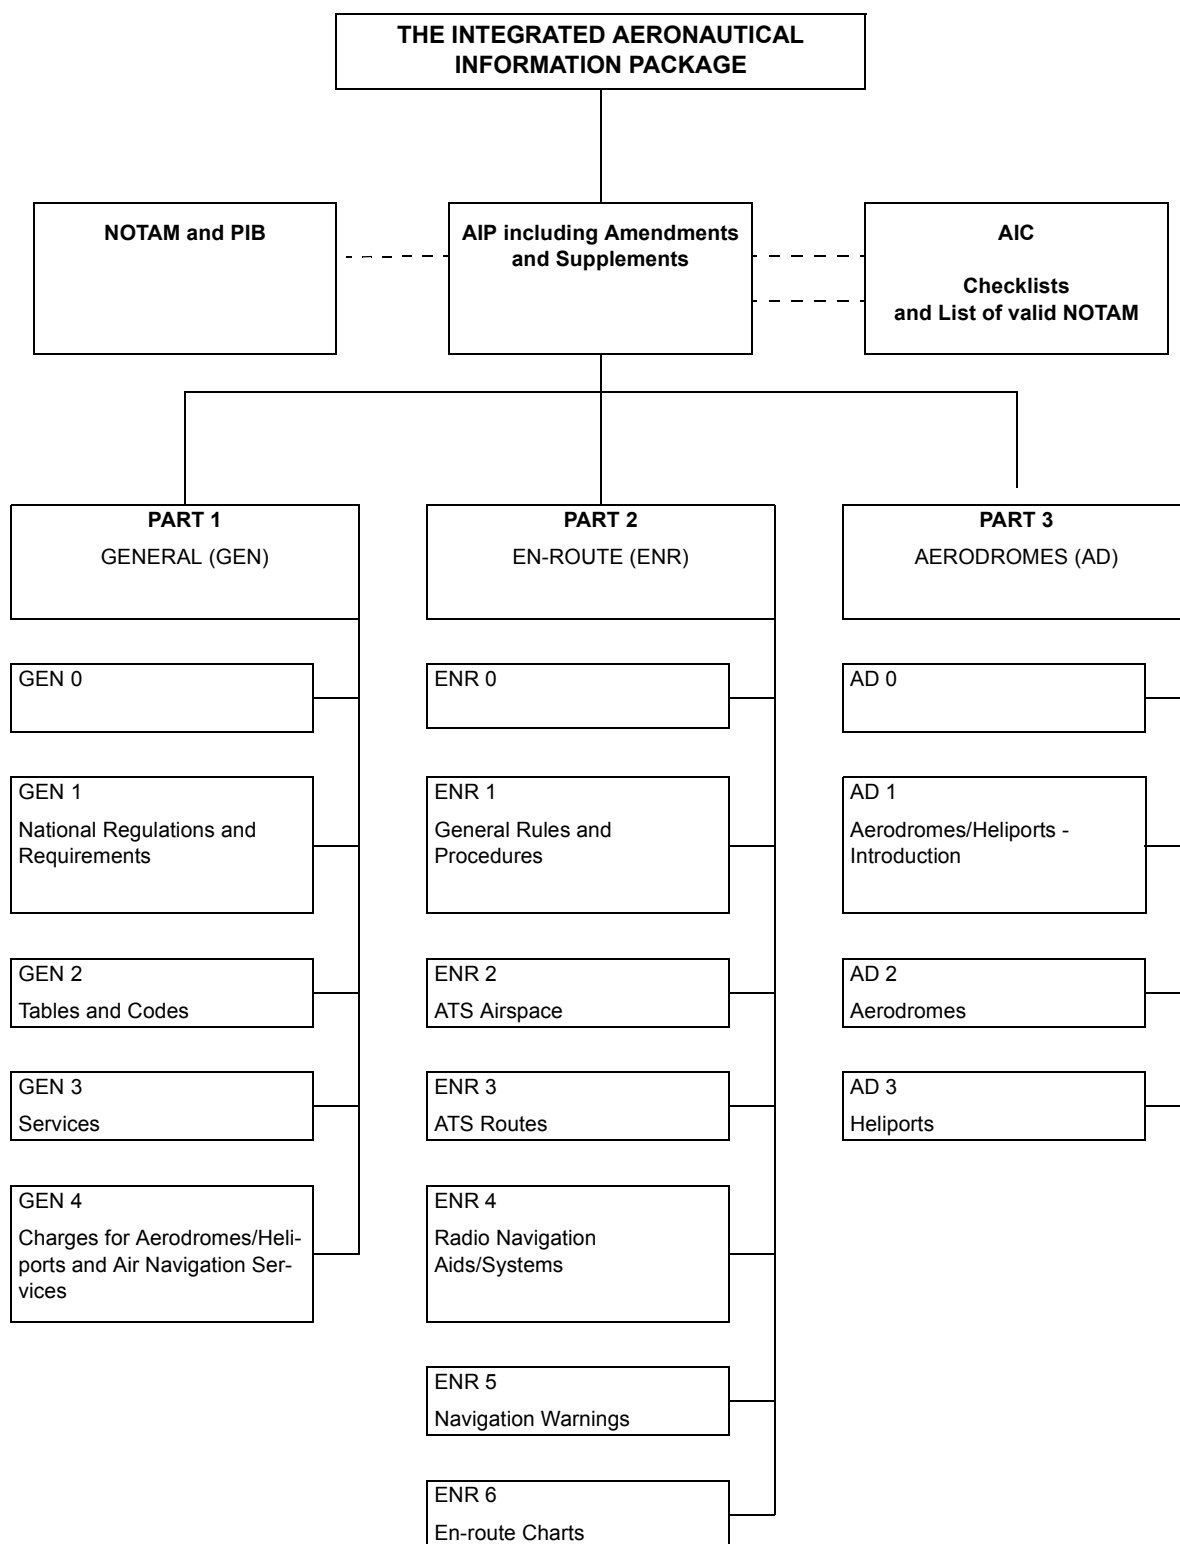 THE INTEGRATED AERONAUTICAL
INFORMATION PACKAGE
NOTAM and PIB
AIP including Amendments
and Supplements
AIC
Checklists
and List of valid NOTAM
PART 1
GENERAL (GEN)
PART 2
EN-ROUTE (ENR)
PART 3
AERODROMES (AD)
GEN 0
ENR 0
AD 0
GEN 1
National Regulations and
Requirements
ENR 1
General Rules and
Procedures
AD 1
Aerodromes/Heliports -
Introduction
GEN 2
Tables and Codes
ENR 2
ATS Airspace
AD 2
Aerodromes
GEN 3
Services
ENR 3
ATS Routes
AD 3
Heliports
GEN 4
Charges for Aerodromes/Heli-
ports and Air Navigation Ser-
vices
ENR 4
Radio Navigation
Aids/Systems
ENR 5
Navigation Warnings
ENR 6
En-route Charts